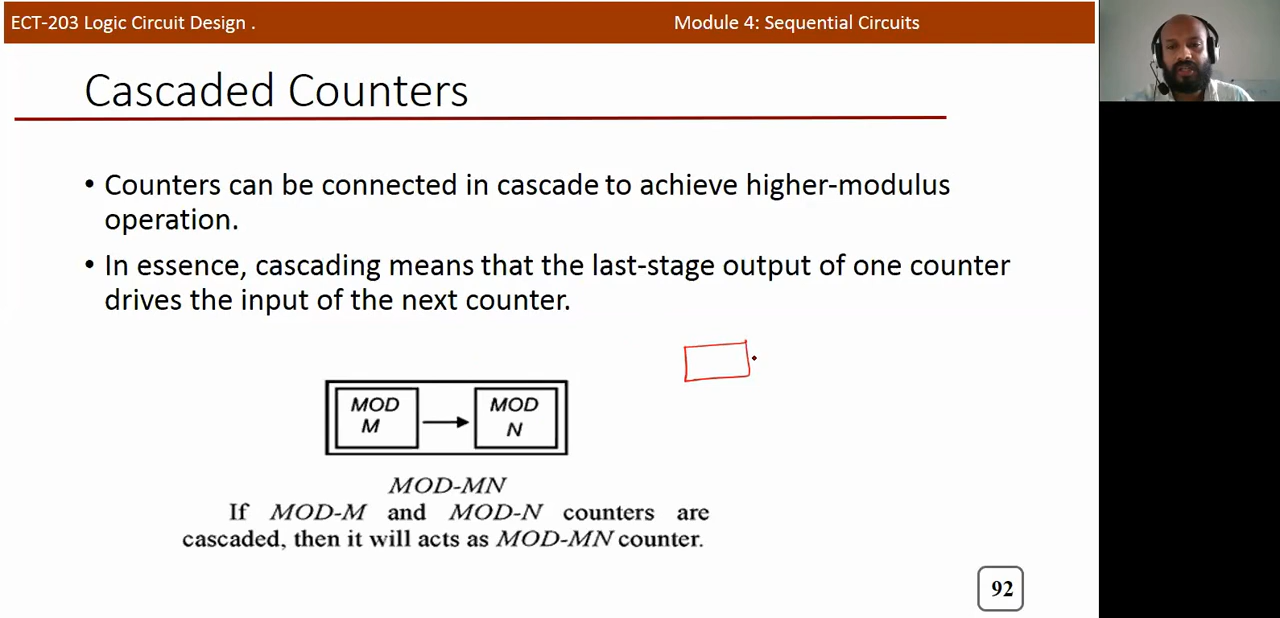 ECT-203 Logic Circuit Design .
Module 4: Sequential Circuits
Cascaded Counters
• Counters can be connected in cascade to achieve higher-modulus
operation.
• In essence, cascading means that the last-stage output of one counter
drives the input of the next counter.
MOD
M
MOD
N
MOD-MN
If MOD-M and MOD-N counters are
cascaded, then it will acts as MOD-MN counter.
92